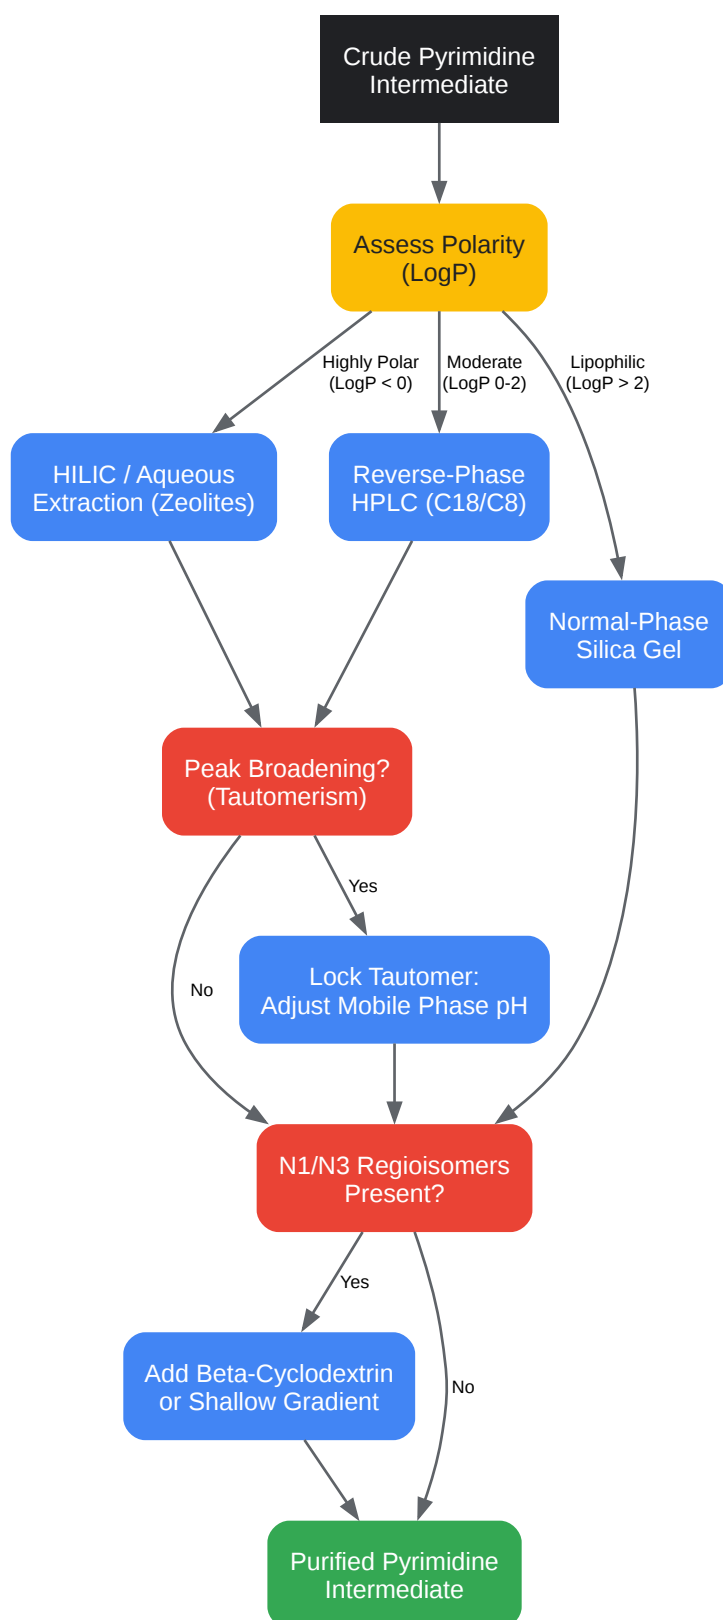 Crude Pyrimidine
Intermediate
Assess Polarity
(LogP)
Highly Polar
(LogP < 0)
Moderate
(LogP 0-2)
Lipophilic
(LogP > 2)
HILIC / Aqueous
Extraction (Zeolites)
Reverse-Phase
HPLC (C18/C8)
Normal-Phase
Silica Gel
Peak Broadening?
(Tautomerism)
Yes
No
Lock Tautomer:
Adjust Mobile Phase pH
N1/N3 Regioisomers
Present?
Yes
No
Add Beta-Cyclodextrin
or Shallow Gradient
Purified Pyrimidine
Intermediate